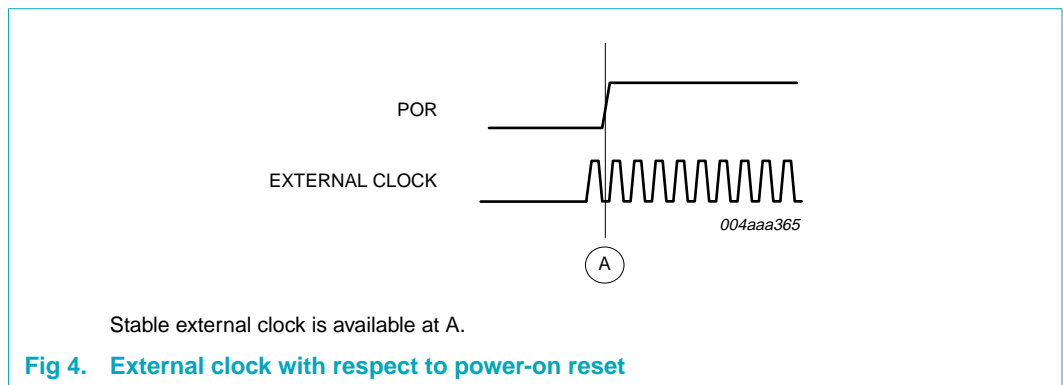 POR
EXTERNAL CLOCK
004aaa365
A
Stable external clock is available at A.
Fig 4. External clock with respect to power-on reset